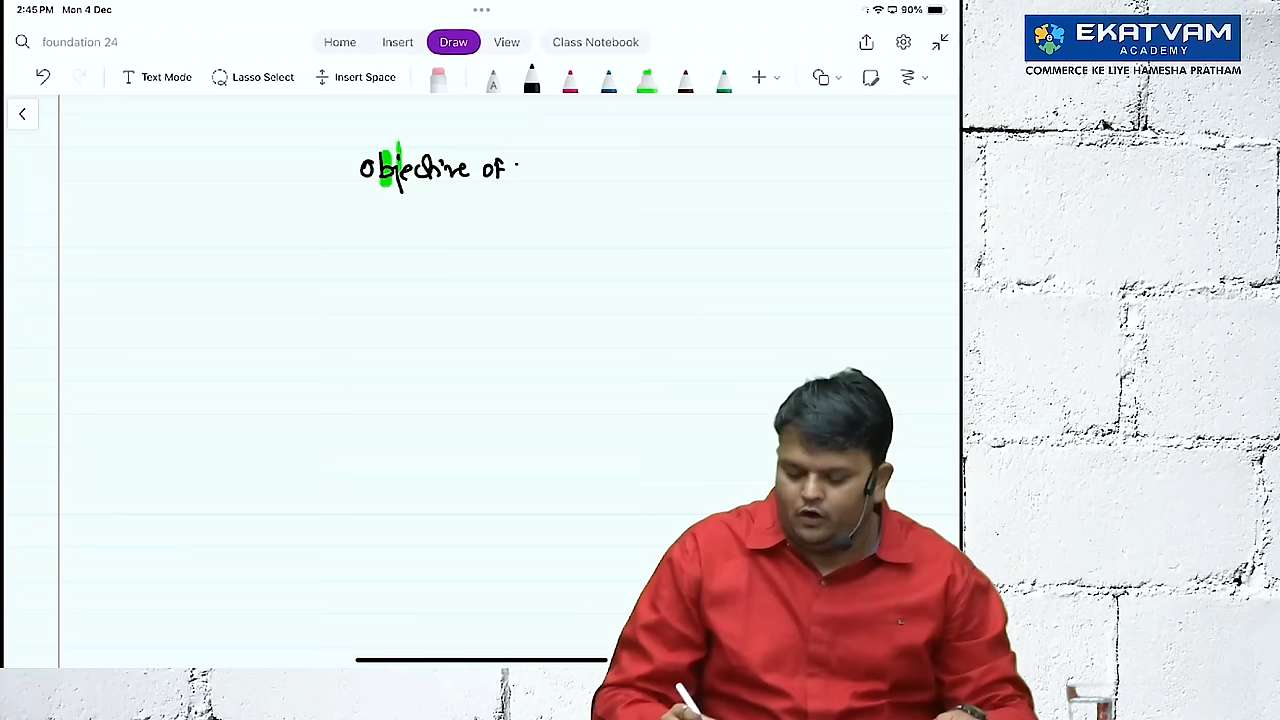 2:45 PM Mon 4 Dec
90%
foundation 24
Home Insert Draw View Class Notebook
Text Mode Lasso Select Insert Space
A
Objective of
EKATVAM
ACADEMY
COMMERCE KE LIYE HAMESHA PRATHAM